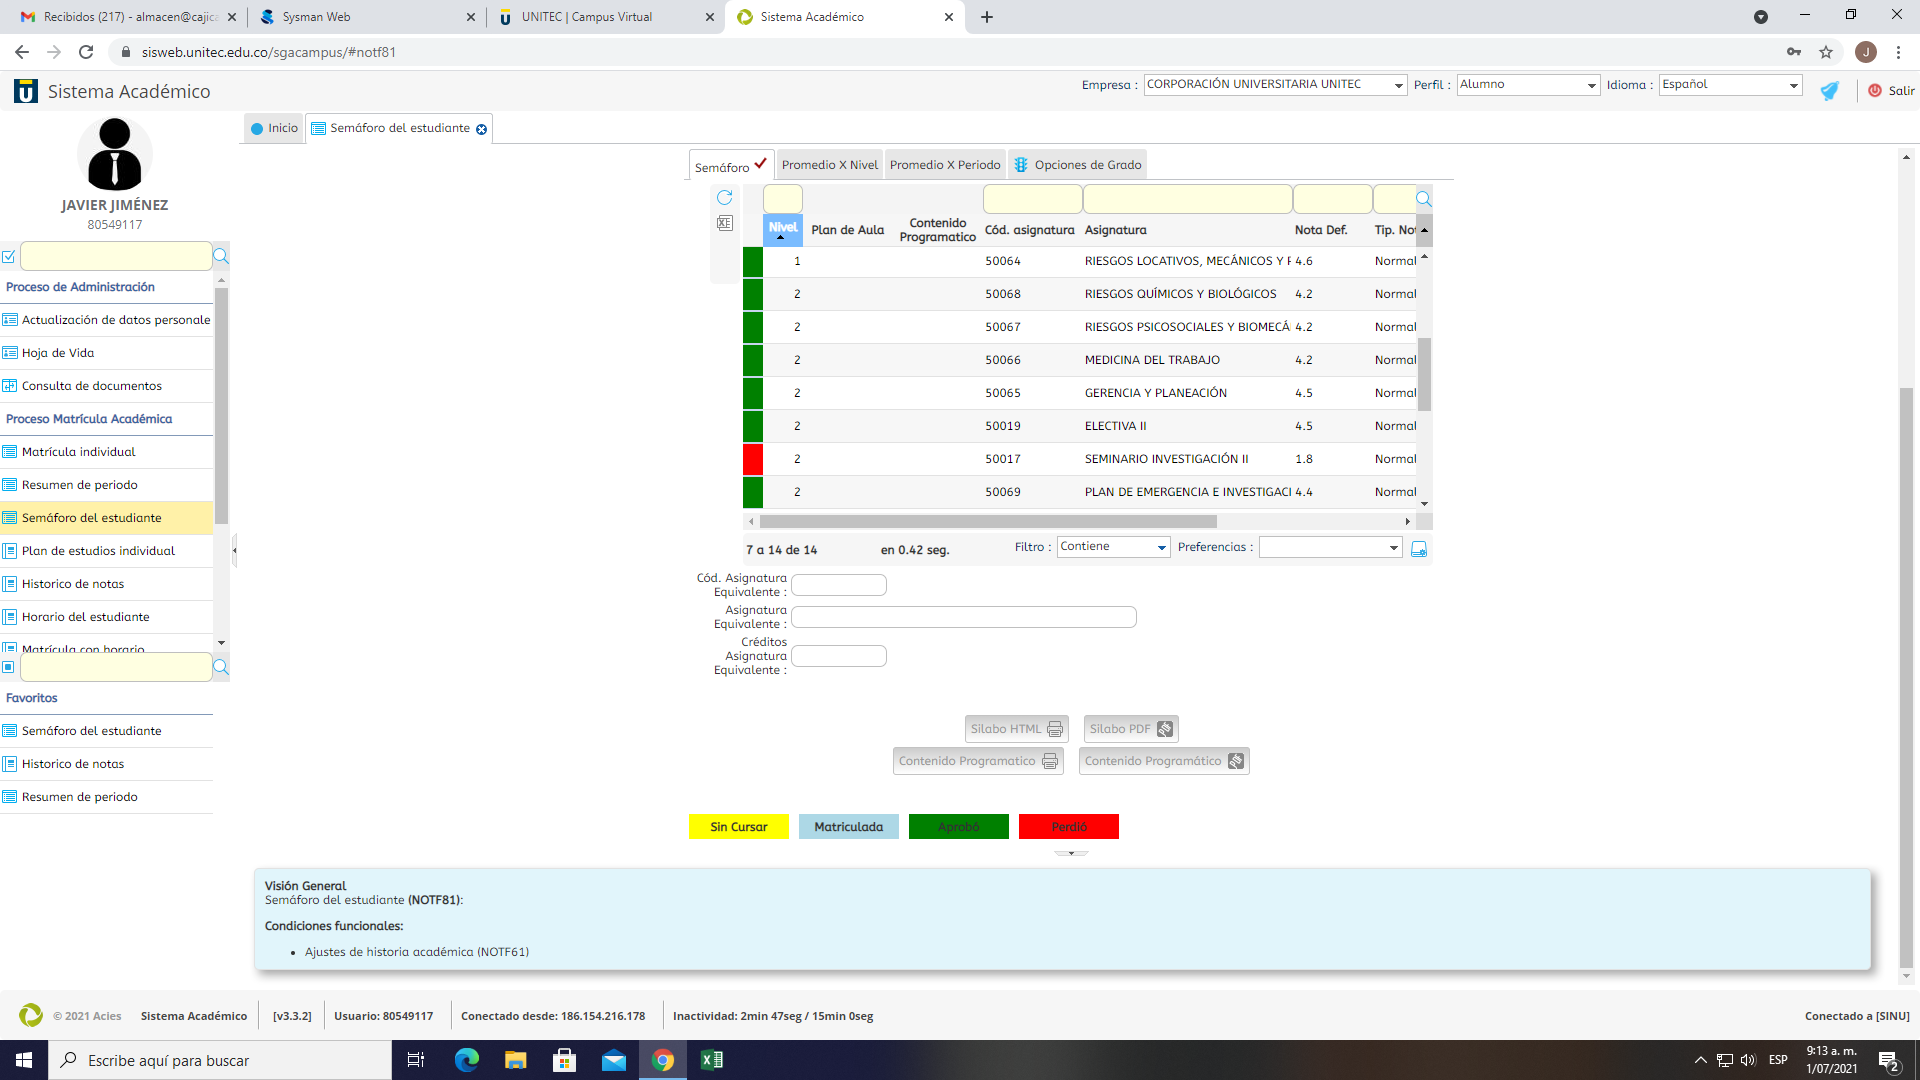 Recibidos (217) - almacen@cajica
Sysman Web
UNITEC | Campus Virtual
Sistema Académico
sisweb.unitec.edu.co/sgacampus/#notf81
J
Sistema Académico
Empresa : CORPORACIÓN UNIVERSITARIA UNITEC Perfil : Alumno Idioma : Español Salir
Inicio
Semáforo del estudiante
JAVIER JIMÉNEZ
80549117
Proceso de Administración
Actualización de datos personale
Hoja de Vida
Consulta de documentos
Proceso Matrícula Académica
Matrícula individual
Resumen de periodo
Semáforo del estudiante
Plan de estudios individual
Historico de notas
Horario del estudiante
Matrícula con horario
Favoritos
Semáforo del estudiante
Historico de notas
Resumen de periodo
Semáforo Promedio X Nivel Promedio X Periodo Opciones de Grado
Nivel Plan de Aula Contenido Programatico Cód. asignatura Asignatura Nota Def. Tip. Not
1 50064 RIESGOS LOCATIVOS, MECÁNICOS Y F 4.6 Normal
2 50068 RIESGOS QUÍMICOS Y BIOLÓGICOS 4.2 Normal
2 50067 RIESGOS PSICOSOCIALES Y BIOMECÁ 4.2 Normal
2 50066 MEDICINA DEL TRABAJO 4.2 Normal
2 50065 GERENCIA Y PLANEACIÓN 4.5 Normal
2 50019 ELECTIVA II 4.5 Normal
2 50017 SEMINARIO INVESTIGACIÓN II 1.8 Normal
2 50069 PLAN DE EMERGENCIA E INVESTIGACI 4.4 Normal
7 a 14 de 14 en 0.42 seg. Filtro : Contiene Preferencias :
Cód. Asignatura
Equivalente :
Asignatura
Equivalente :
Créditos
Asignatura
Equivalente :
Silabo HTML Silabo PDF
Contenido Programatico Contenido Programático
Sin Cursar Matriculada Aprobó Perdió
Visión General
Semáforo del estudiante (NOTF81):
Condiciones funcionales:
• Ajustes de historia académica (NOTF61)
© 2021 Acies Sistema Académico [v3.3.2] Usuario: 80549117 Conectado desde: 186.154.216.178 Inactividad: 2min 47seg / 15min 0seg Conectado a [SINU]
Escribe aquí para buscar
ESP
9:13 a. m.
1/07/2021
2